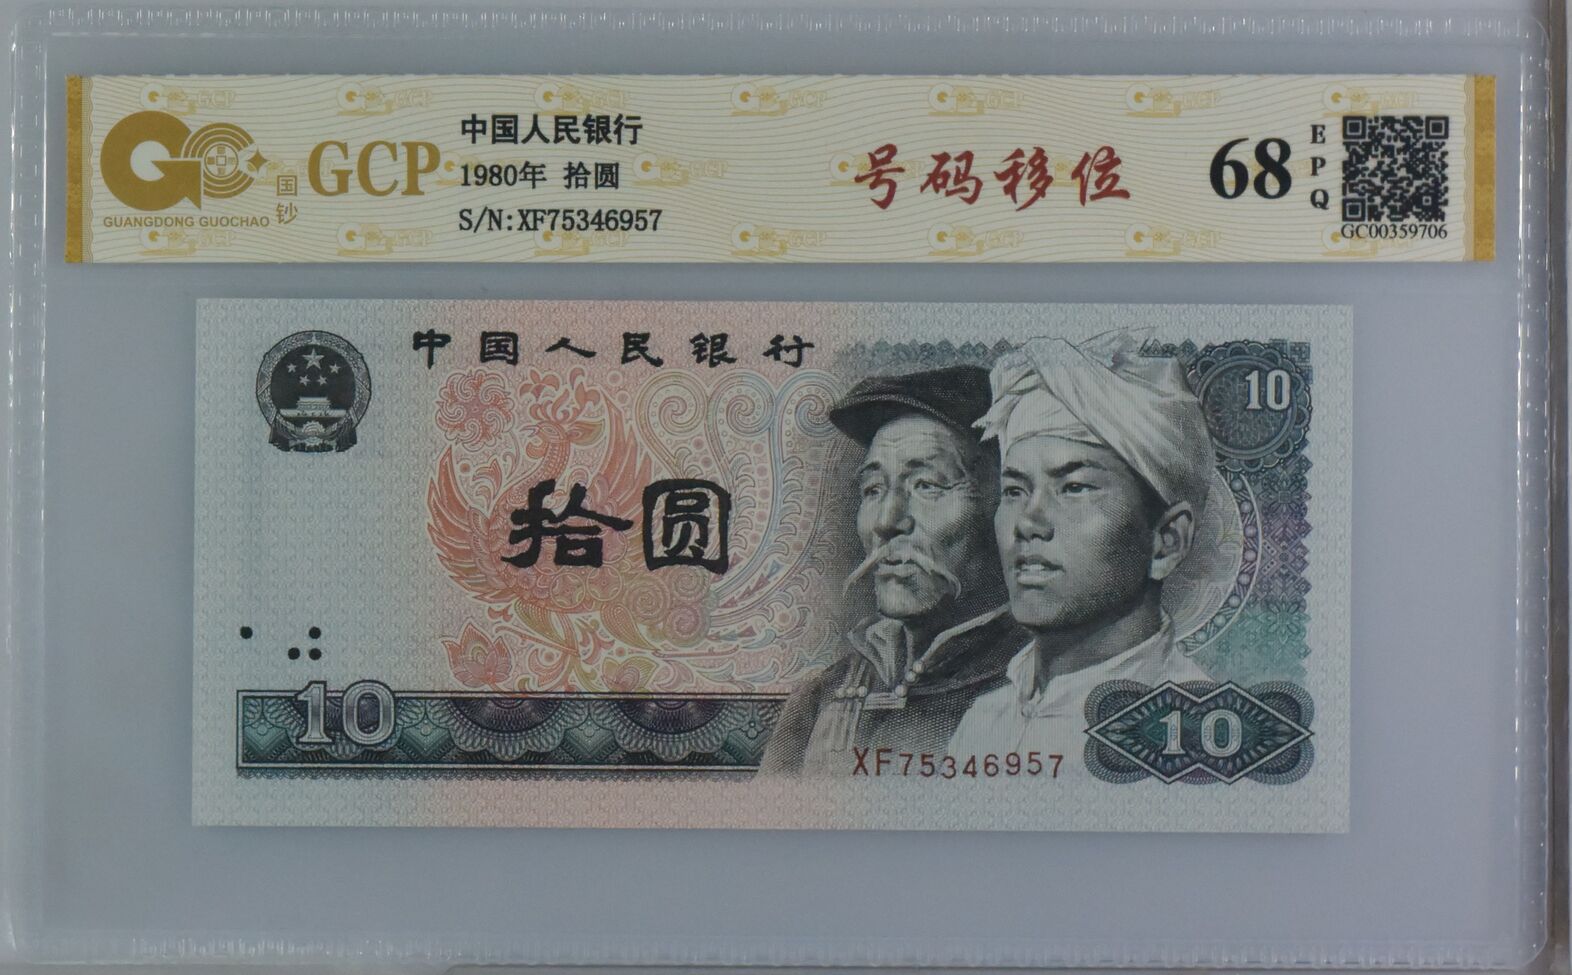 GCP
国钞
GUANGDONG GUOCHAO
中国人民银行
1980年 拾圆
S/N:XF75346957
号码移位
68
EPQ
GC00359706
中国人民银行
10
拾圆
10
XF75346957
10